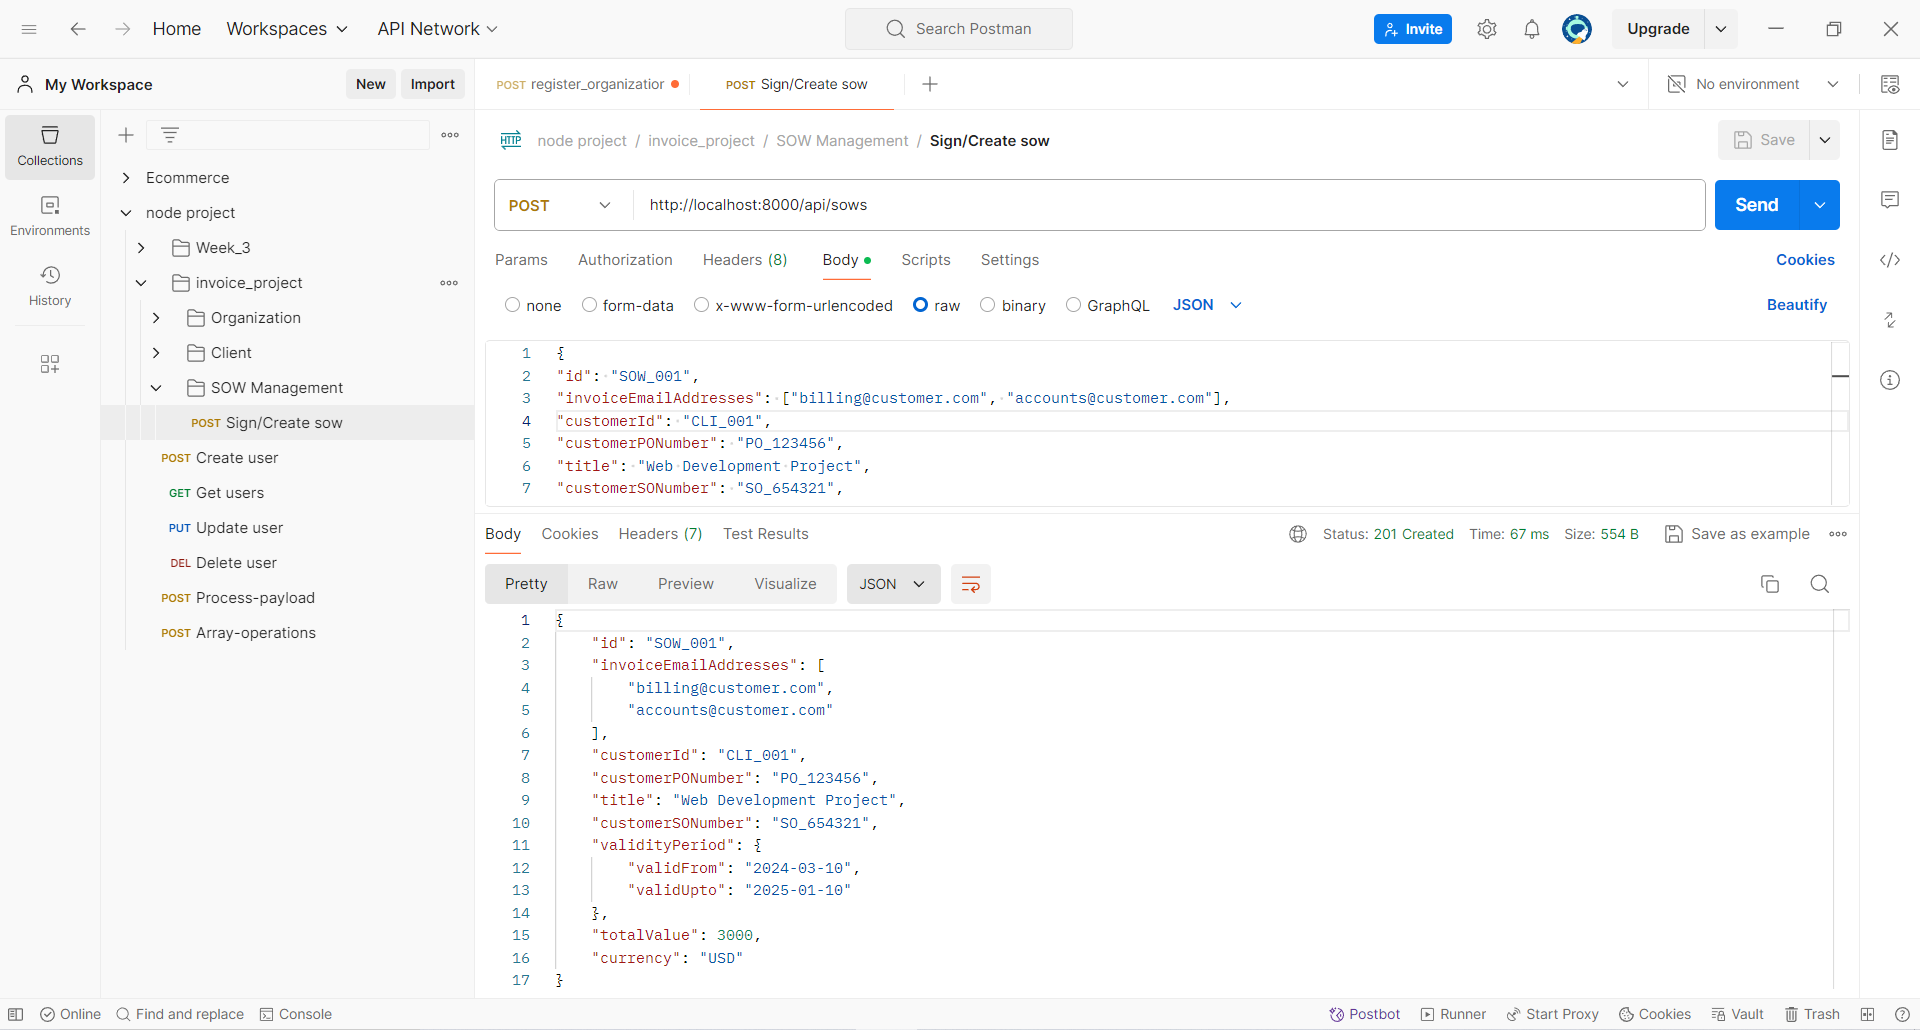 Home Workspaces API Network Search Postman Invite Upgrade
My Workspace New Import POST register_organization POST Sign/Create sow No environment
Collections
Environments
History
Ecommerce
node project
Week_3
invoice_project
Organization
Client
SOW Management
POST Sign/Create sow
POST Create user
GET Get users
PUT Update user
DEL Delete user
POST Process-payload
POST Array-operations
HTTP node project / invoice_project / SOW Management / Sign/Create sow Save
POST http://localhost:8000/api/sows Send
Params Authorization Headers (8) Body Scripts Settings Cookies
none form-data x-www-form-urlencoded raw binary GraphQL JSON Beautify
1 {
2 "id": "SOW_001",
3 "invoiceEmailAddresses": ["billing@customer.com", "accounts@customer.com"],
4 "customerId": "CLI_001",
5 "customerPONumber": "PO_123456",
6 "title": "Web Development Project",
7 "customerSONumber": "SO_654321",
Body Cookies Headers (7) Test Results Status: 201 Created Time: 67 ms Size: 554 B Save as example
Pretty Raw Preview Visualize JSON
1 {
2 "id": "SOW_001",
3 "invoiceEmailAddresses": [
4 "billing@customer.com",
5 "accounts@customer.com"
6 ],
7 "customerId": "CLI_001",
8 "customerPONumber": "PO_123456",
9 "title": "Web Development Project",
10 "customerSONumber": "SO_654321",
11 "validityPeriod": {
12 "validFrom": "2024-03-10",
13 "validUpto": "2025-01-10"
14 },
15 "totalValue": 3000,
16 "currency": "USD"
17 }
Online Find and replace Console Postbot Runner Start Proxy Cookies Vault Trash